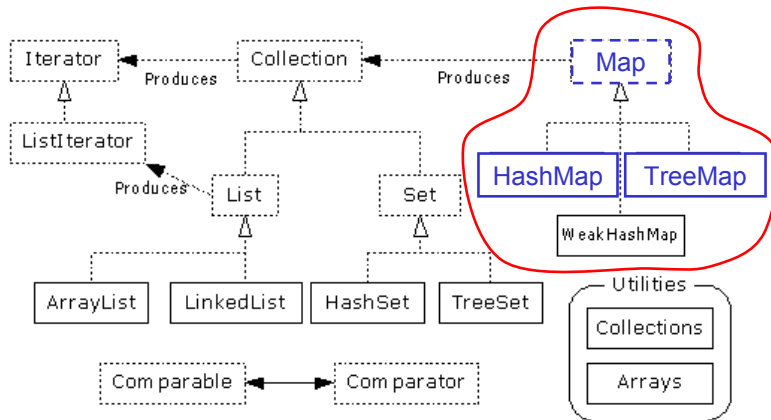 Iterator
Collection
Map
Produces
Produces
ListIterator
Produces
List
Set
HashMap
TreeMap
WeakHashMap
ArrayList
LinkedList
HashSet
TreeSet
Utilities
Collections
Arrays
Comparable
Comparator